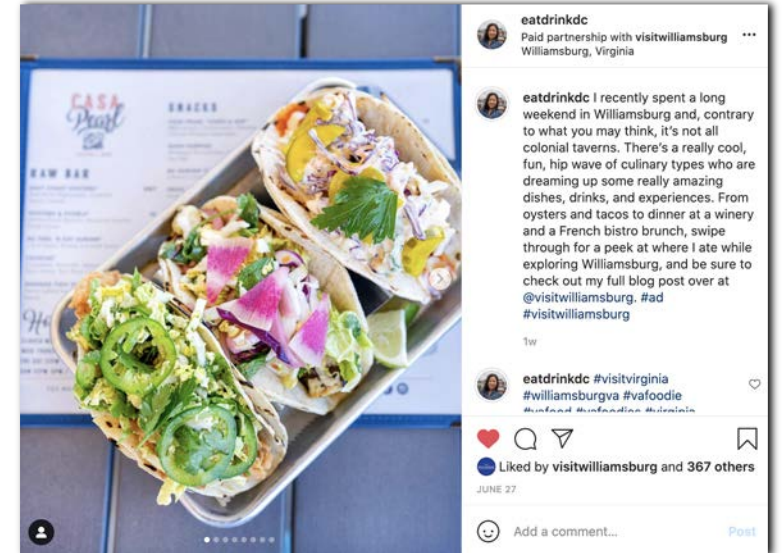 CASA
Pearl
SNACKS
RAW BAR
eatdrinkdc
Paid partnership with visitwilliamsburg
Williamsburg, Virginia
eatdrinkdc I recently spent a long
weekend in Williamsburg and, contrary
to what you may think, it's not all
colonial taverns. There's a really cool,
fun, hip wave of culinary types who are
dreaming up some really amazing
dishes, drinks, and experiences. From
oysters and tacos to dinner at a winery
and a French bistro brunch, swipe
through for a peek at where I ate while
exploring Williamsburg, and be sure to
check out my full blog post over at
@visitwilliamsburg. #ad
#visitwilliamsburg
1w
eatdrinkdc #visitvirginia
#williamsburgva #vafoodie
#vafood #vafoodies #virginia
Liked by visitwilliamsburg and 367 others
JUNE 27
Add a comment...
Post